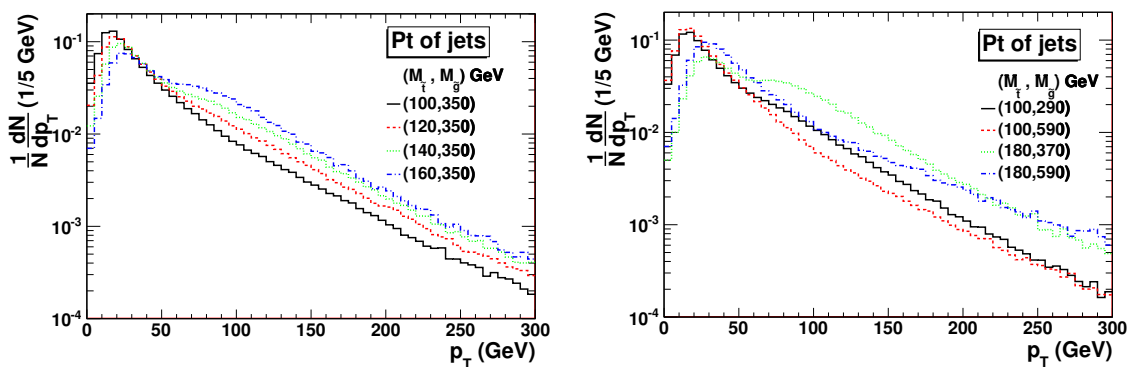 Pt of jets
(M_t̃ , M_g̃) GeV
(100,350)
(120,350)
(140,350)
(160,350)
1/N dN/dp_T (1/5 GeV)
10^-1
10^-2
10^-3
10^-4
0 50 100 150 200 250 300
p_T (GeV)
Pt of jets
(M_t̃ , M_g̃) GeV
(100,290)
(100,590)
(180,370)
(180,590)
1/N dN/dp_T (1/5 GeV)
10^-1
10^-2
10^-3
10^-4
0 50 100 150 200 250 300
p_T (GeV)